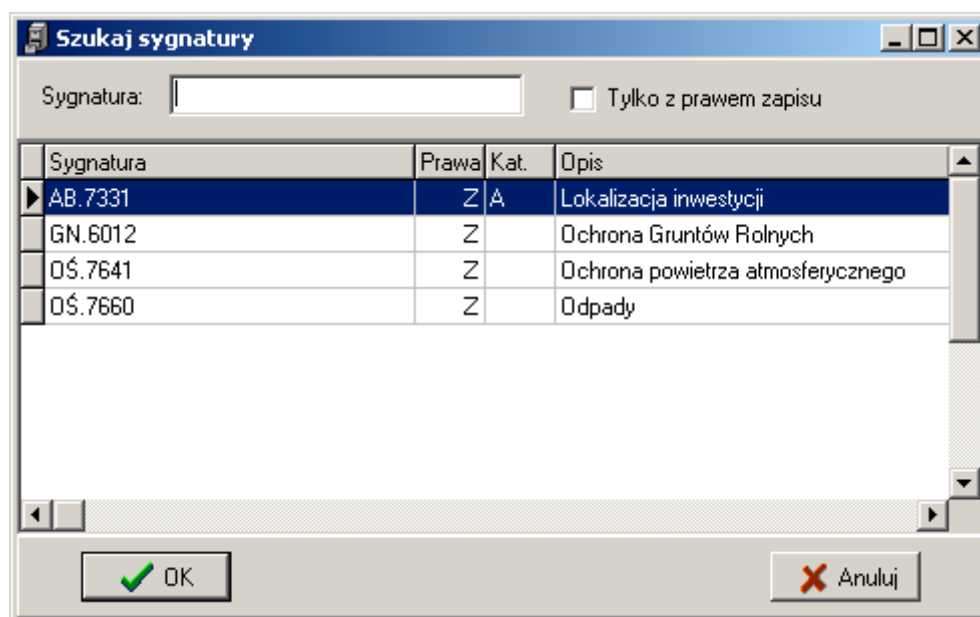 Szukaj sygnatury
Sygnatura: Tylko z prawem zapisu
Sygnatura Prawa Kat. Opis
AB.7331 Z A Lokalizacja inwestycji
GN.6012 Z Ochrona Gruntów Rolnych
OŚ.7641 Z Ochrona powietrza atmosferycznego
OŚ.7660 Z Odpady
OK Anuluj